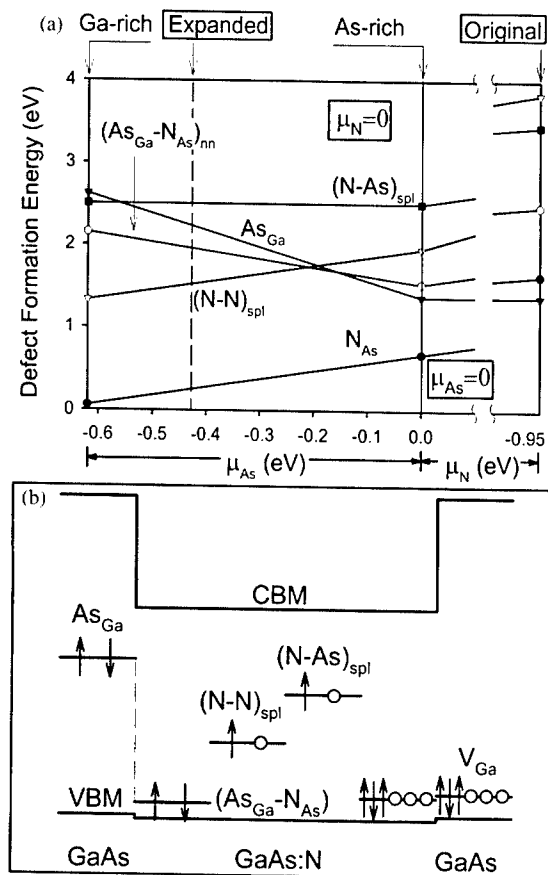 (a)
Ga-rich Expanded As-rich Original
Defect Formation Energy (eV)
4
3
2
1
0
μN=0
(AsGa-NAs)nn
(N-As)spl
AsGa
(N-N)spl
NAs
μAs=0
-0.6 -0.5 -0.4 -0.3 -0.2 -0.1 0.0 -0.95
μAs (eV) μN (eV)
(b)
CBM
AsGa
(N-As)spl
(N-N)spl
VGa
VBM (AsGa-NAs)
GaAs GaAs:N GaAs